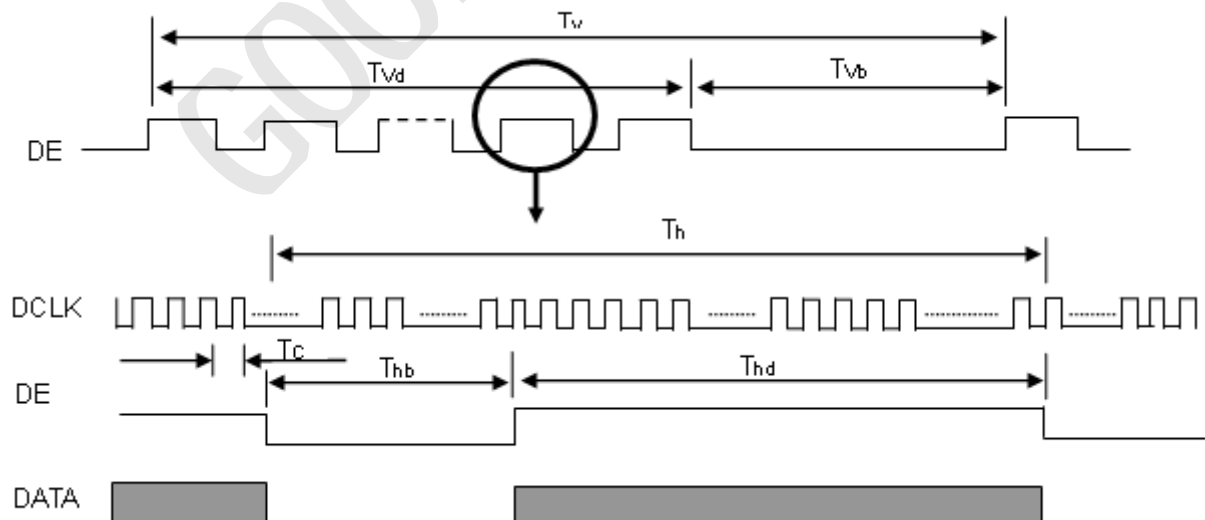 Tv
Tvd
Tvb
DE
Th
DCLK
Tc
Thb
Thd
DE
DATA